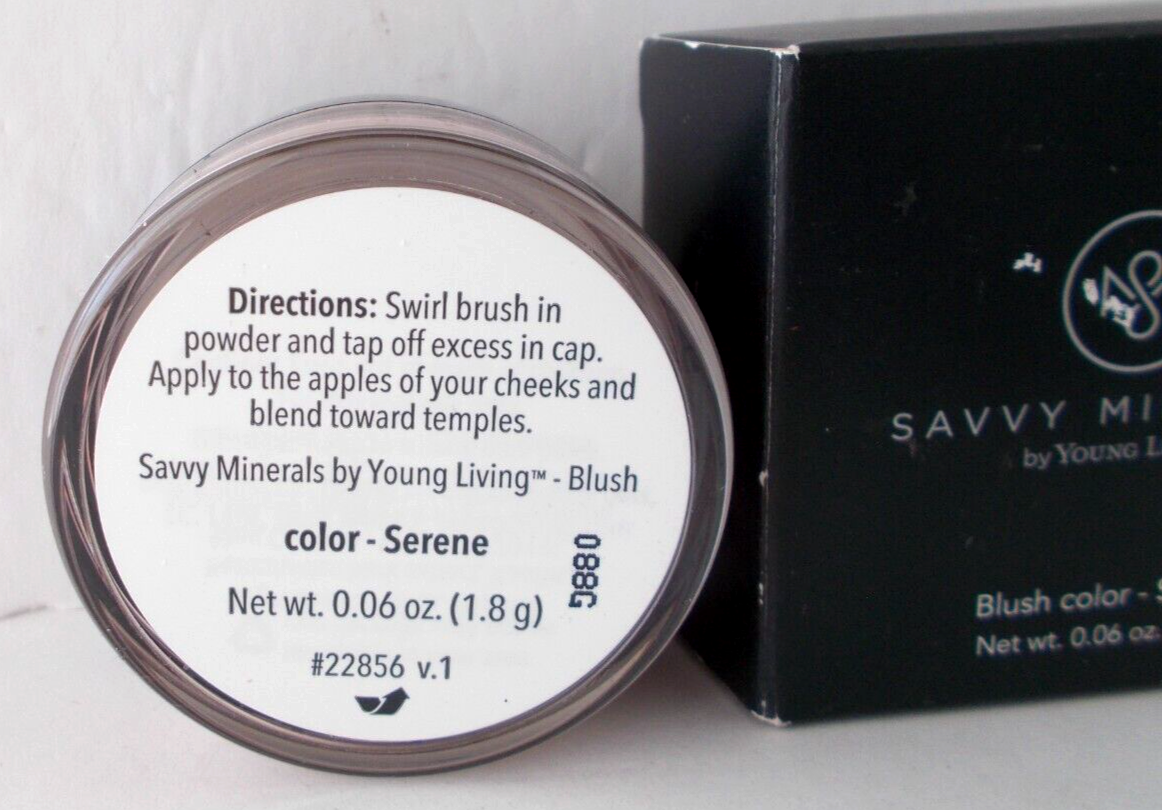 Directions: Swirl brush in
powder and tap off excess in cap.
Apply to the apples of your cheeks and
blend toward temples.
Savvy Minerals by Young Living™ - Blush
color - Serene
088G
Net wt. 0.06 oz. (1.8 g)
#22856 v.1
SAVVY
by YOUNG
Blush color -
Net wt. 0.06 oz.